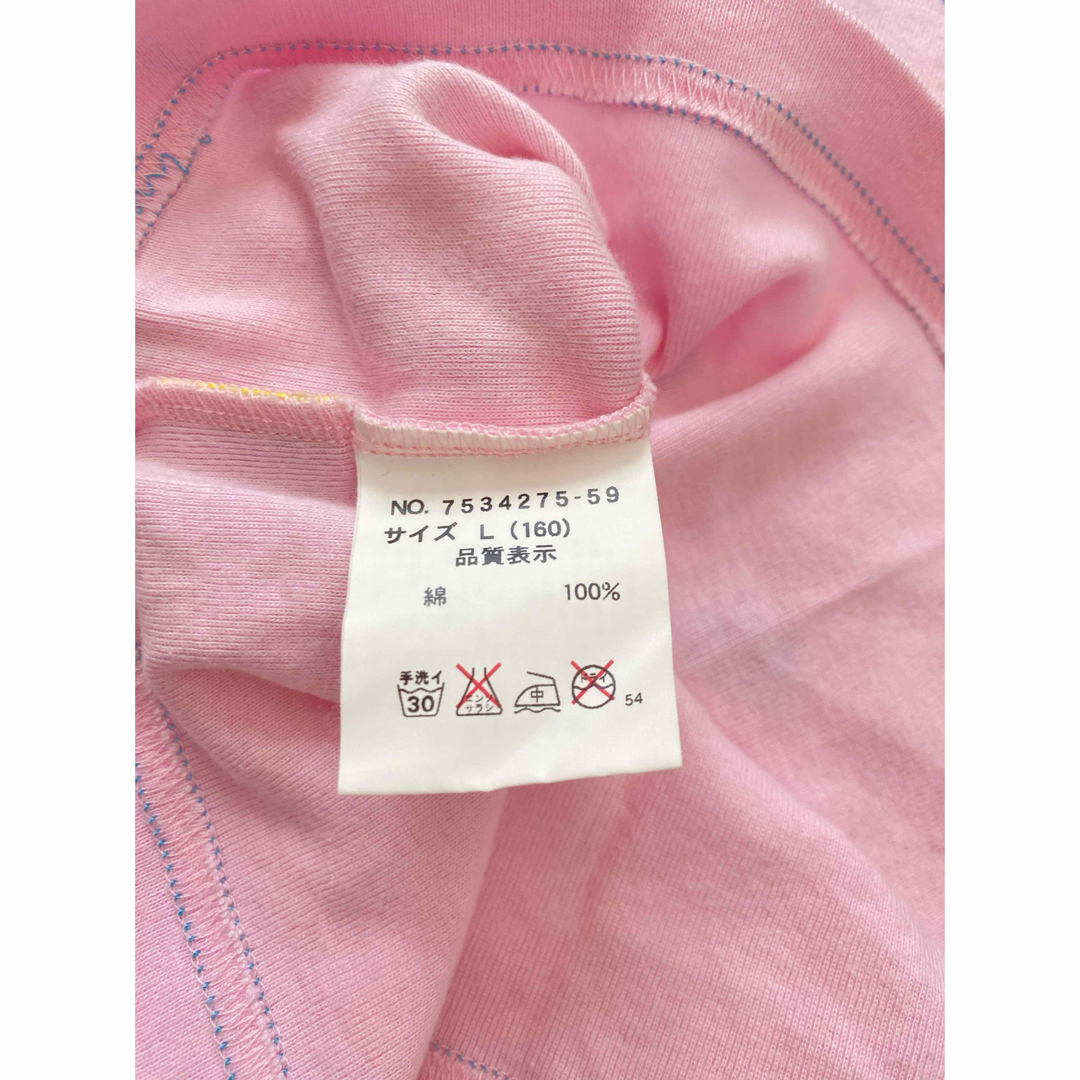 NO. 7534275-59
サイズ L (160)
品質表示
綿 100%
手洗イ
30
エンソ
サラシ
中
ドライ
54